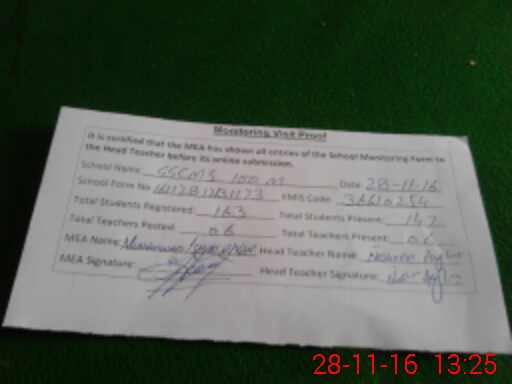 Monitoring Visit Proof
It is certified that the MEA has shown all entries of the School Monitoring Form to
the Head Teacher before its online submission.
School Name: GGCMS 100 M Date: 28-11-16
School Form No EMIS Code:
Total Students Registered: 163 Total Students Present: 147
Total Teachers Posted: 06 Total Teachers Present: 06
MEA Name: Head Teacher Name:
MEA Signature: Head Teacher Signature:
28-11-16 13:25